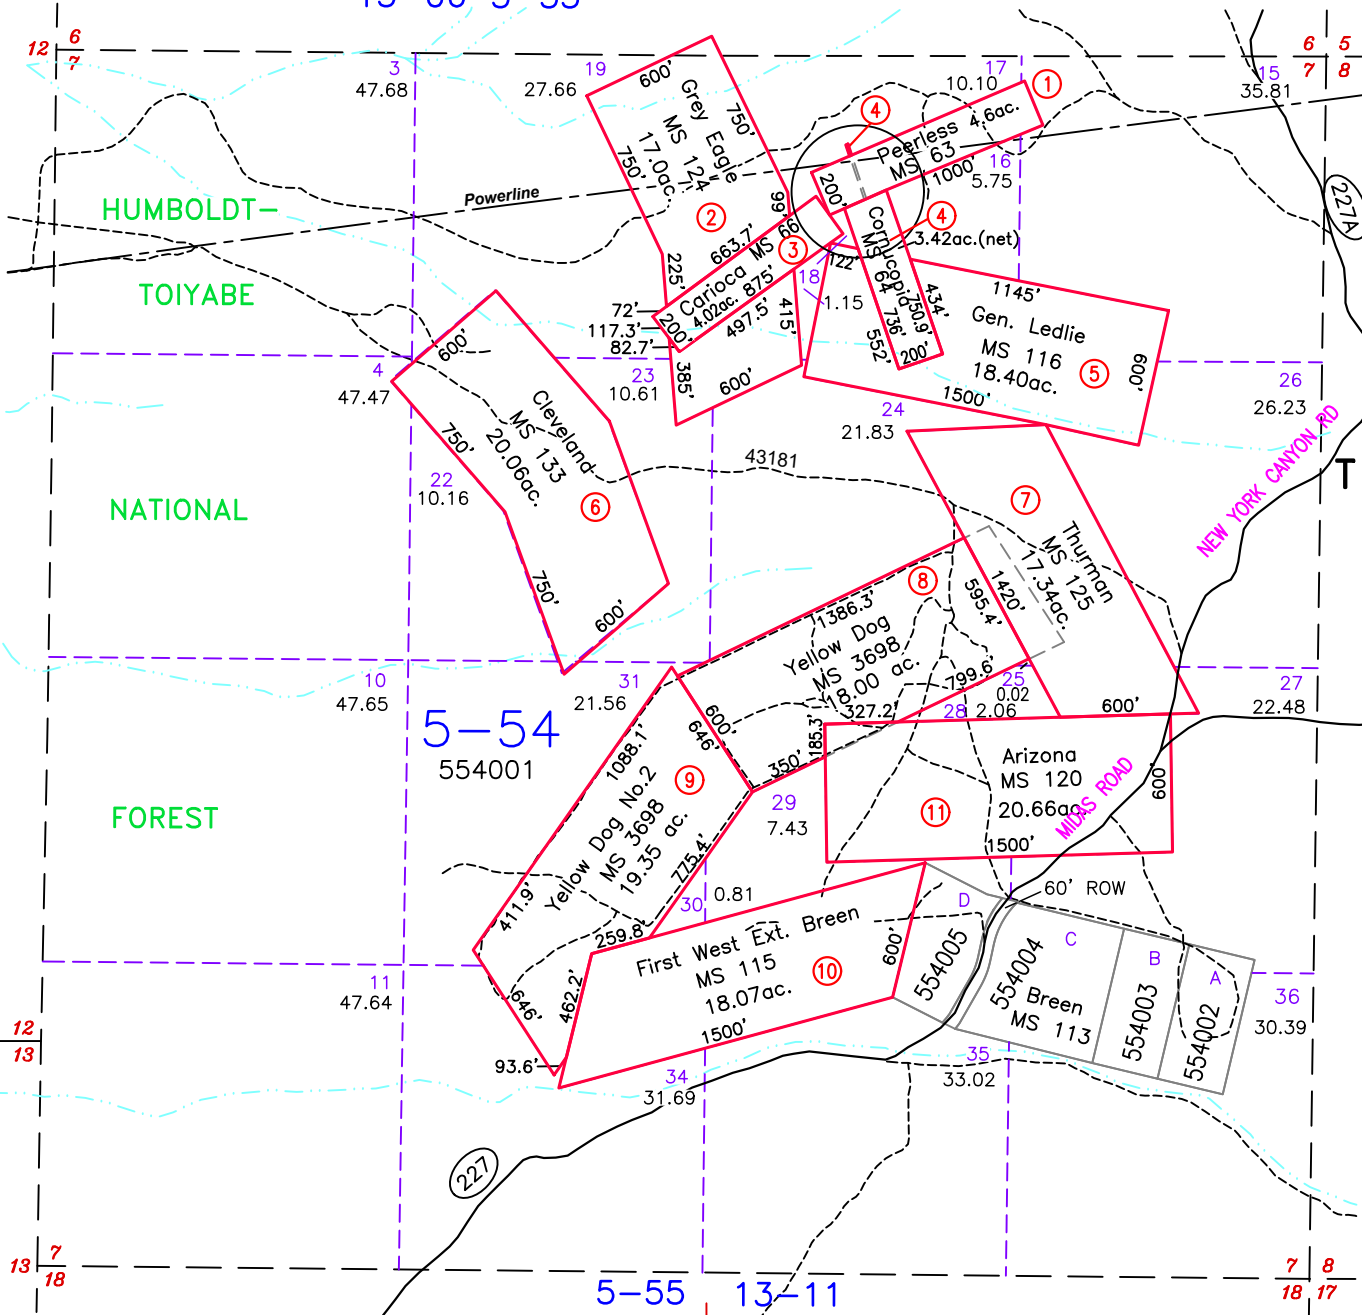 12
6
7
3
47.68
19
27.66
17
10.10
1
6
5
7
8
15
35.81
600'
Grey Eagle
MS 124
17.0ac.
750'
750'
4
Peerless 4.6ac.
MS 63
1000'
200'
16
5.75
227A
HUMBOLDT-
Powerline
2
99'
663.7'
225'
Carioca MS 66
4.02ac. 875'
3
200'
497.5'
415'
72'
117.3'
82.7'
122'
18
1.15
Cornucopia
MS 64
4
3.42ac.(net)
434'
750.9'
736'
552'
200'
TOIYABE
1145'
Gen. Ledlie
MS 116
18.40ac.
5
600'
1500'
600'
4
47.47
23
10.61
385'
600'
24
21.83
26
26.23
Cleveland
MS 133
20.06ac.
750'
6
22
10.16
43181
NEW YORK CANYON RD
T
NATIONAL
7
Thurman
MS 125
17.34ac.
1420'
595.4'
750'
600'
8
1386.3'
Yellow Dog
MS 3698
18.00 ac.
799.6'
327.2'
185.3'
350'
600'
646'
10
47.65
31
21.56
25
0.02
28
2.06
600'
27
22.48
5-54
554001
1088.1'
Yellow Dog No.2
MS 3698
19.35 ac.
9
775.4'
411.9'
259.8'
Arizona
MS 120
20.66ac.
600'
MIDAS ROAD
11
1500'
29
7.43
FOREST
30
0.81
60' ROW
First West Ext. Breen
MS 115
18.07ac.
10
600'
1500'
462.2'
646'
93.6'
D
554005
C
554004
Breen
MS 113
B
554003
A
554002
11
47.64
36
30.39
12
13
34
31.69
35
33.02
227
13
7
18
5-55
13-11
7
8
18
17